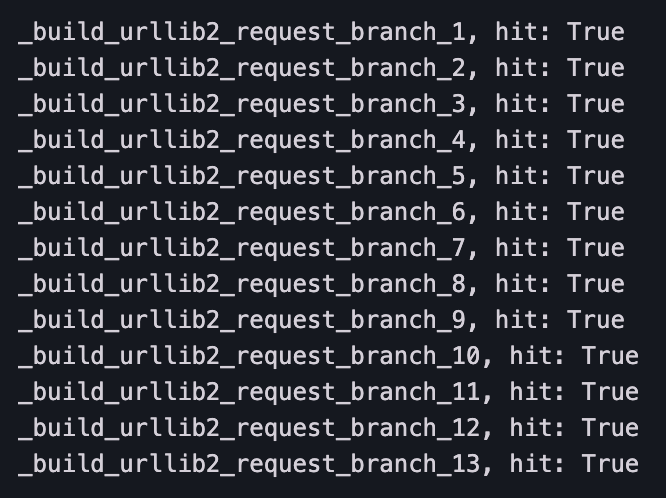 _build_urllib2_request_branch_1, hit: True
_build_urllib2_request_branch_2, hit: True
_build_urllib2_request_branch_3, hit: True
_build_urllib2_request_branch_4, hit: True
_build_urllib2_request_branch_5, hit: True
_build_urllib2_request_branch_6, hit: True
_build_urllib2_request_branch_7, hit: True
_build_urllib2_request_branch_8, hit: True
_build_urllib2_request_branch_9, hit: True
_build_urllib2_request_branch_10, hit: True
_build_urllib2_request_branch_11, hit: True
_build_urllib2_request_branch_12, hit: True
_build_urllib2_request_branch_13, hit: True